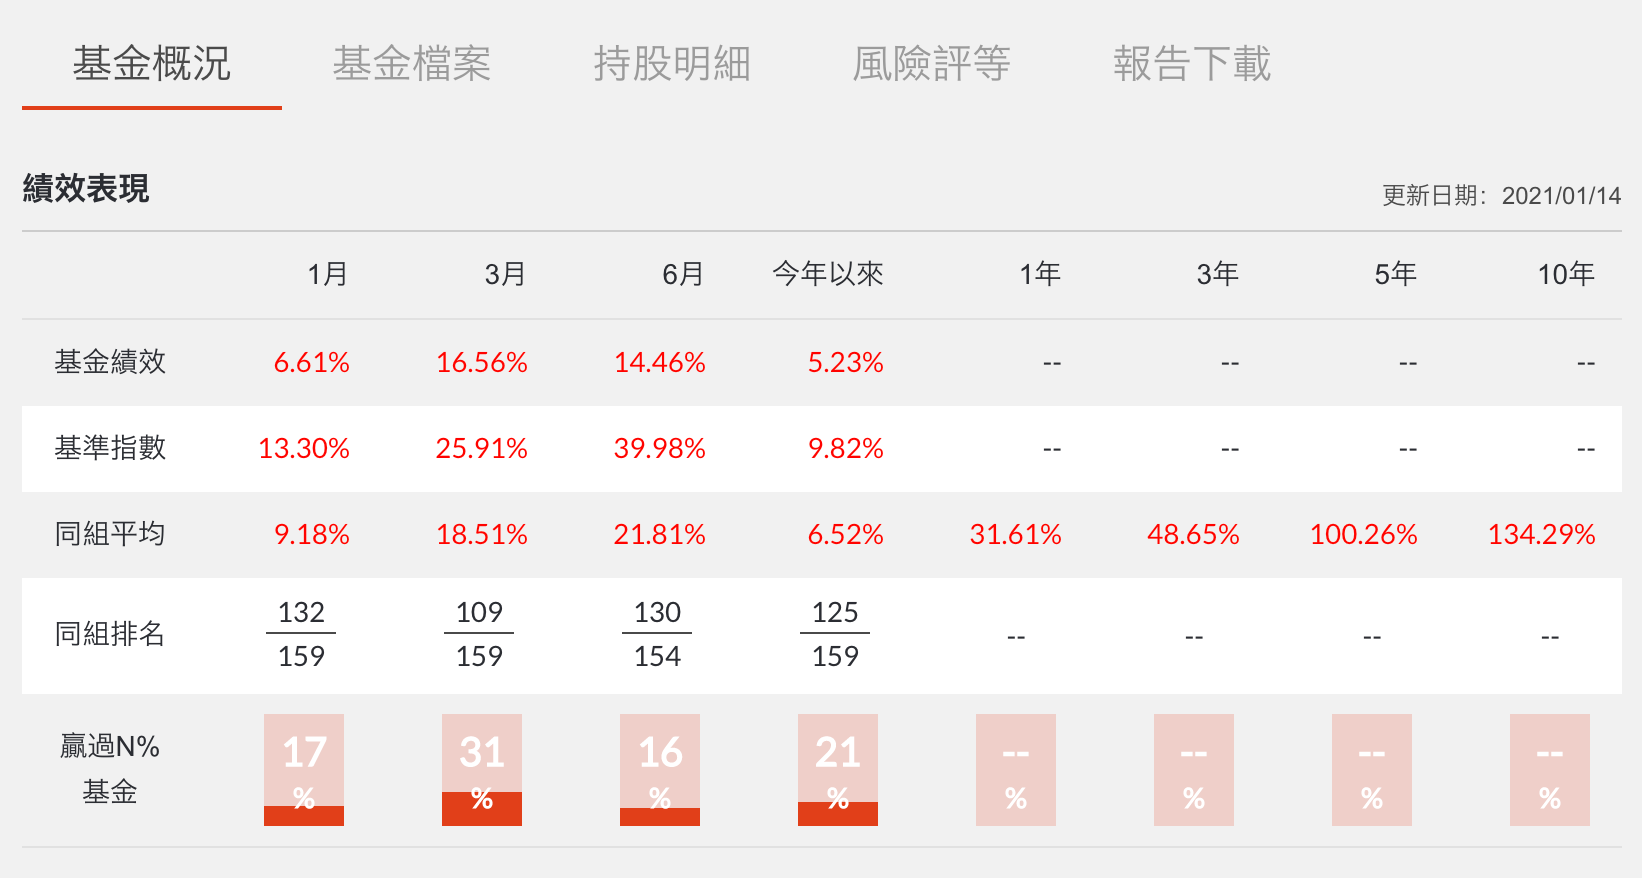 基金概況 基金檔案 持股明細 風險評等 報告下載
績效表現 更新日期：2021/01/14
1月 3月 6月 今年以來 1年 3年 5年 10年
基金績效 6.61% 16.56% 14.46% 5.23% -- -- -- --
基準指數 13.30% 25.91% 39.98% 9.82% -- -- -- --
同組平均 9.18% 18.51% 21.81% 6.52% 31.61% 48.65% 100.26% 134.29%
132 109 130 125
同組排名 -- -- -- --
159 159 154 159
贏過N% 17 31 16 21 -- -- -- --
基金 % % % % % % % %